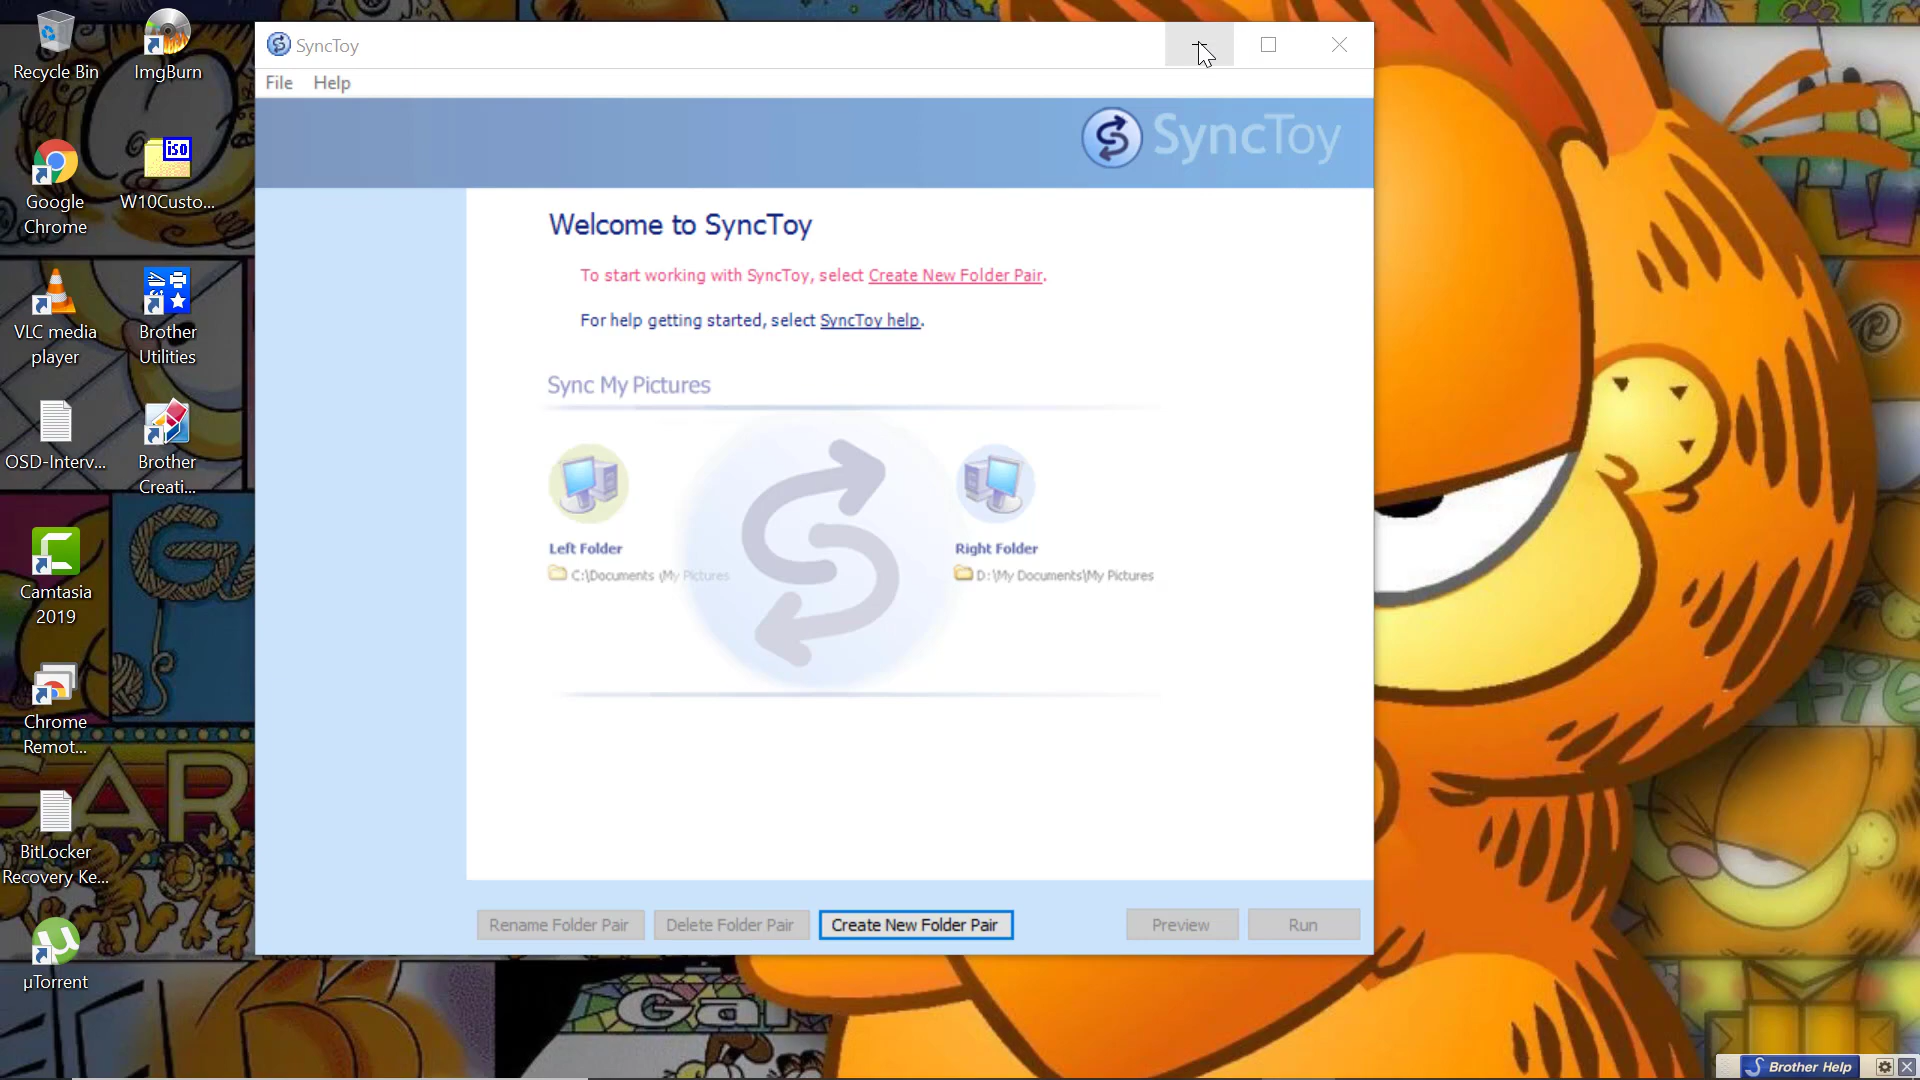 Recycle Bin
ImgBurn
Google
Chrome
iso
W10Custo...
VLC media
player
Brother
Utilities
OSD-Interv...
Brother
Creati...
Camtasia
2019
Chrome
Remot...
BitLocker
Recovery Ke...
µTorrent
SyncToy
File Help
SyncToy
Welcome to SyncToy
To start working with SyncToy, select Create New Folder Pair.
For help getting started, select SyncToy help.
Sync My Pictures
Left Folder
C:\Documents \My Pictures
Right Folder
D:\My Documents\My Pictures
Rename Folder Pair
Delete Folder Pair
Create New Folder Pair
Preview
Run
Brother Help